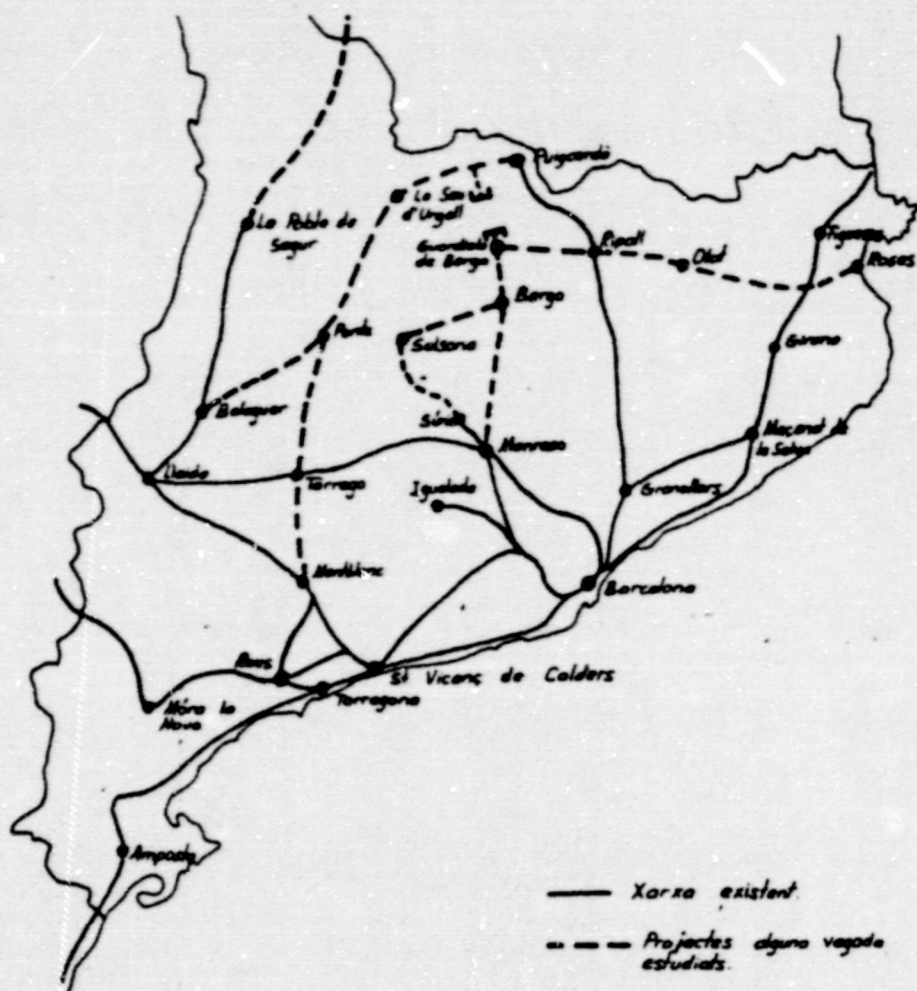 Puigcerdà
La Seu
d'Urgell
La Pobla de
Segur
Guardiola
de Berga
Ripoll
Olot
Figueres
Roses
Berga
Ponts
Solsona
Girona
Balaguer
Súria
Manresa
Maçanet de
la Selva
Lleida
Tàrrega
Igualada
Granollers
Montblanc
Barcelona
Reus
St Vicenç de Calders
Tarragona
Móra la
Nova
Amposta
Xarxa existent.
Projectes alguna vegada
estudiats.